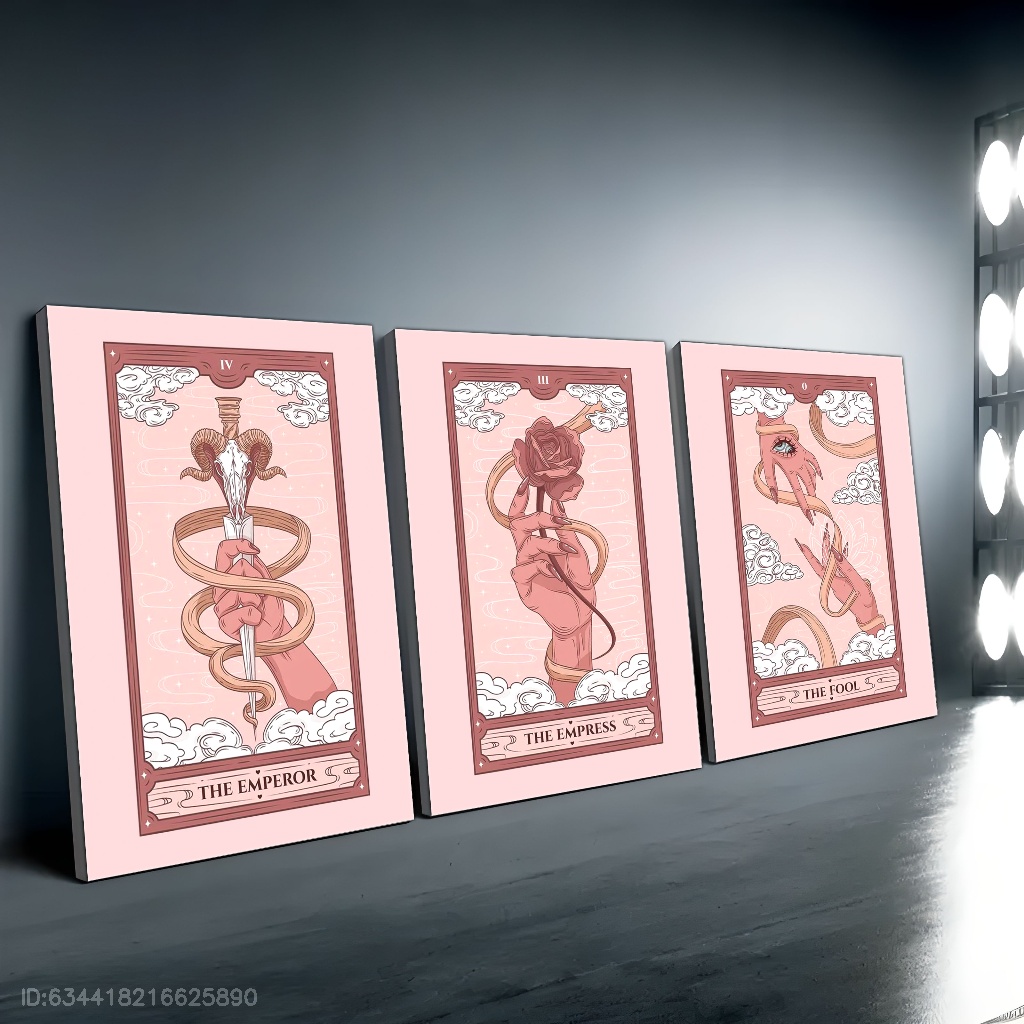 IV
THE EMPEROR
III
THE EMPRESS
0
THE FOOL
ID:634418216625890